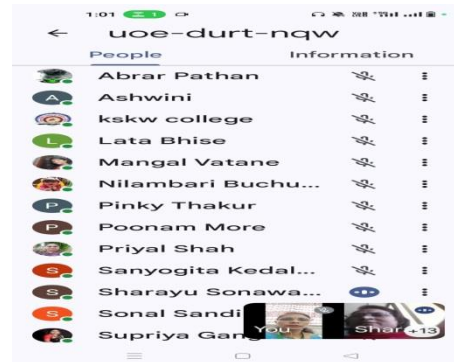 1:01 1
uoe-durt-nqw
People Information
Abrar Pathan
A Ashwini
kskw college
L Lata Bhise
Mangal Vatane
Nilambari Buchu...
P Pinky Thakur
P Poonam More
Priyal Shah
S Sanyogita Kedal...
S Sharayu Sonawa...
S Sonal Sandi
Supriya Gang
You Shar +13